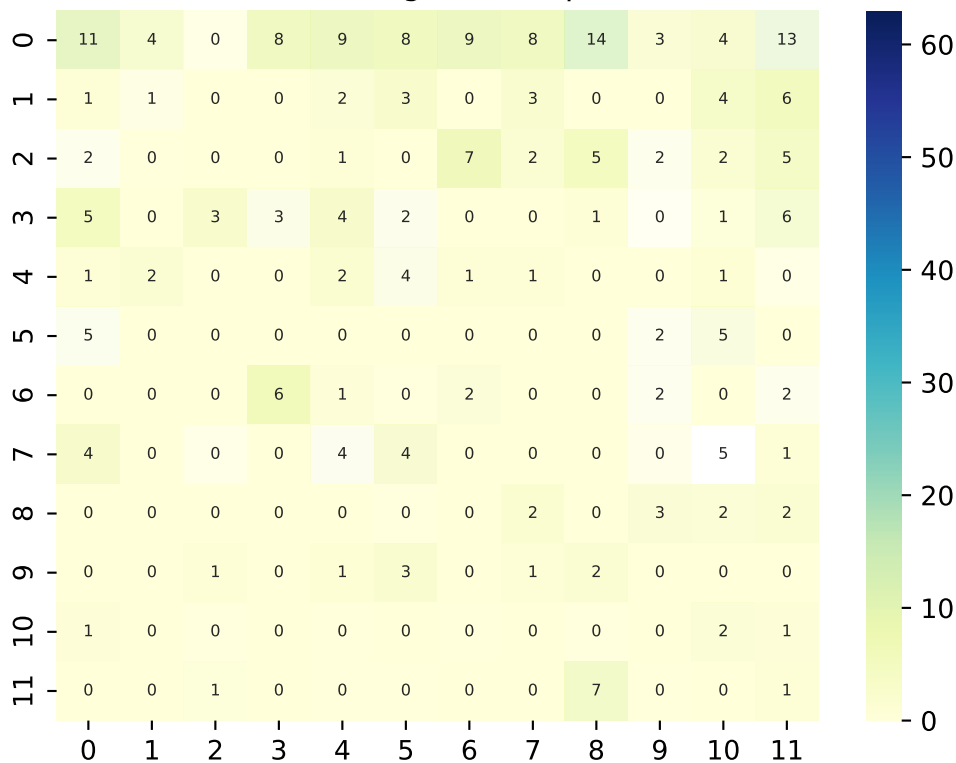 0 11 4 0 8 9 8 9 8 14 3 4 13
1 1 1 0 0 2 3 0 3 0 0 4 6
2 2 0 0 0 1 0 7 2 5 2 2 5
3 5 0 3 3 4 2 0 0 1 0 1 6
4 1 2 0 0 2 4 1 1 0 0 1 0
5 5 0 0 0 0 0 0 0 0 2 5 0
6 0 0 0 6 1 0 2 0 0 2 0 2
7 4 0 0 0 4 4 0 0 0 0 5 1
8 0 0 0 0 0 0 0 2 0 3 2 2
9 0 0 1 0 1 3 0 1 2 0 0 0
10 1 0 0 0 0 0 0 0 0 0 2 1
11 0 0 1 0 0 0 0 0 7 0 0 1
0 1 2 3 4 5 6 7 8 9 10 11
60
50
40
30
20
10
0